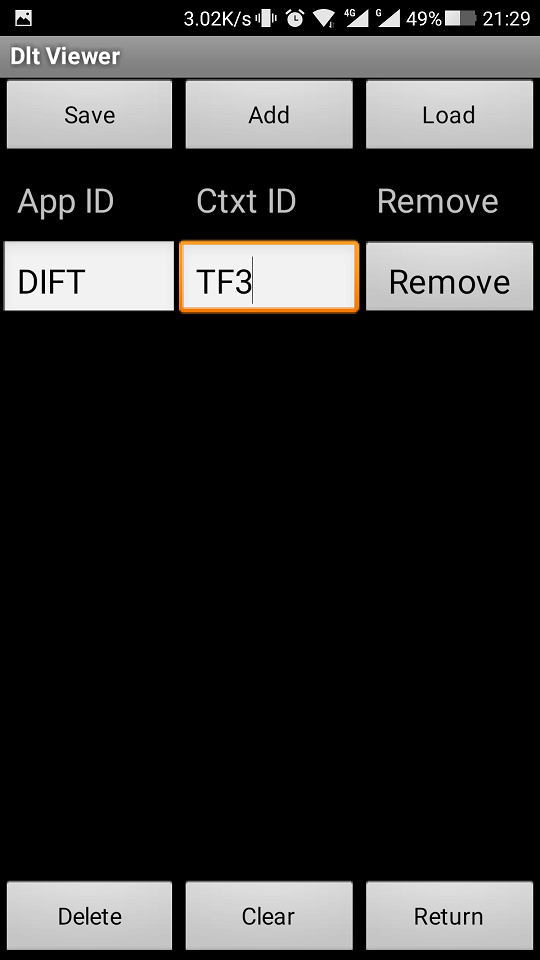 3.02K/s 4G G 49% 21:29
Dlt Viewer
Save Add Load
App ID Ctxt ID Remove
DIFT TF3 Remove
Delete Clear Return